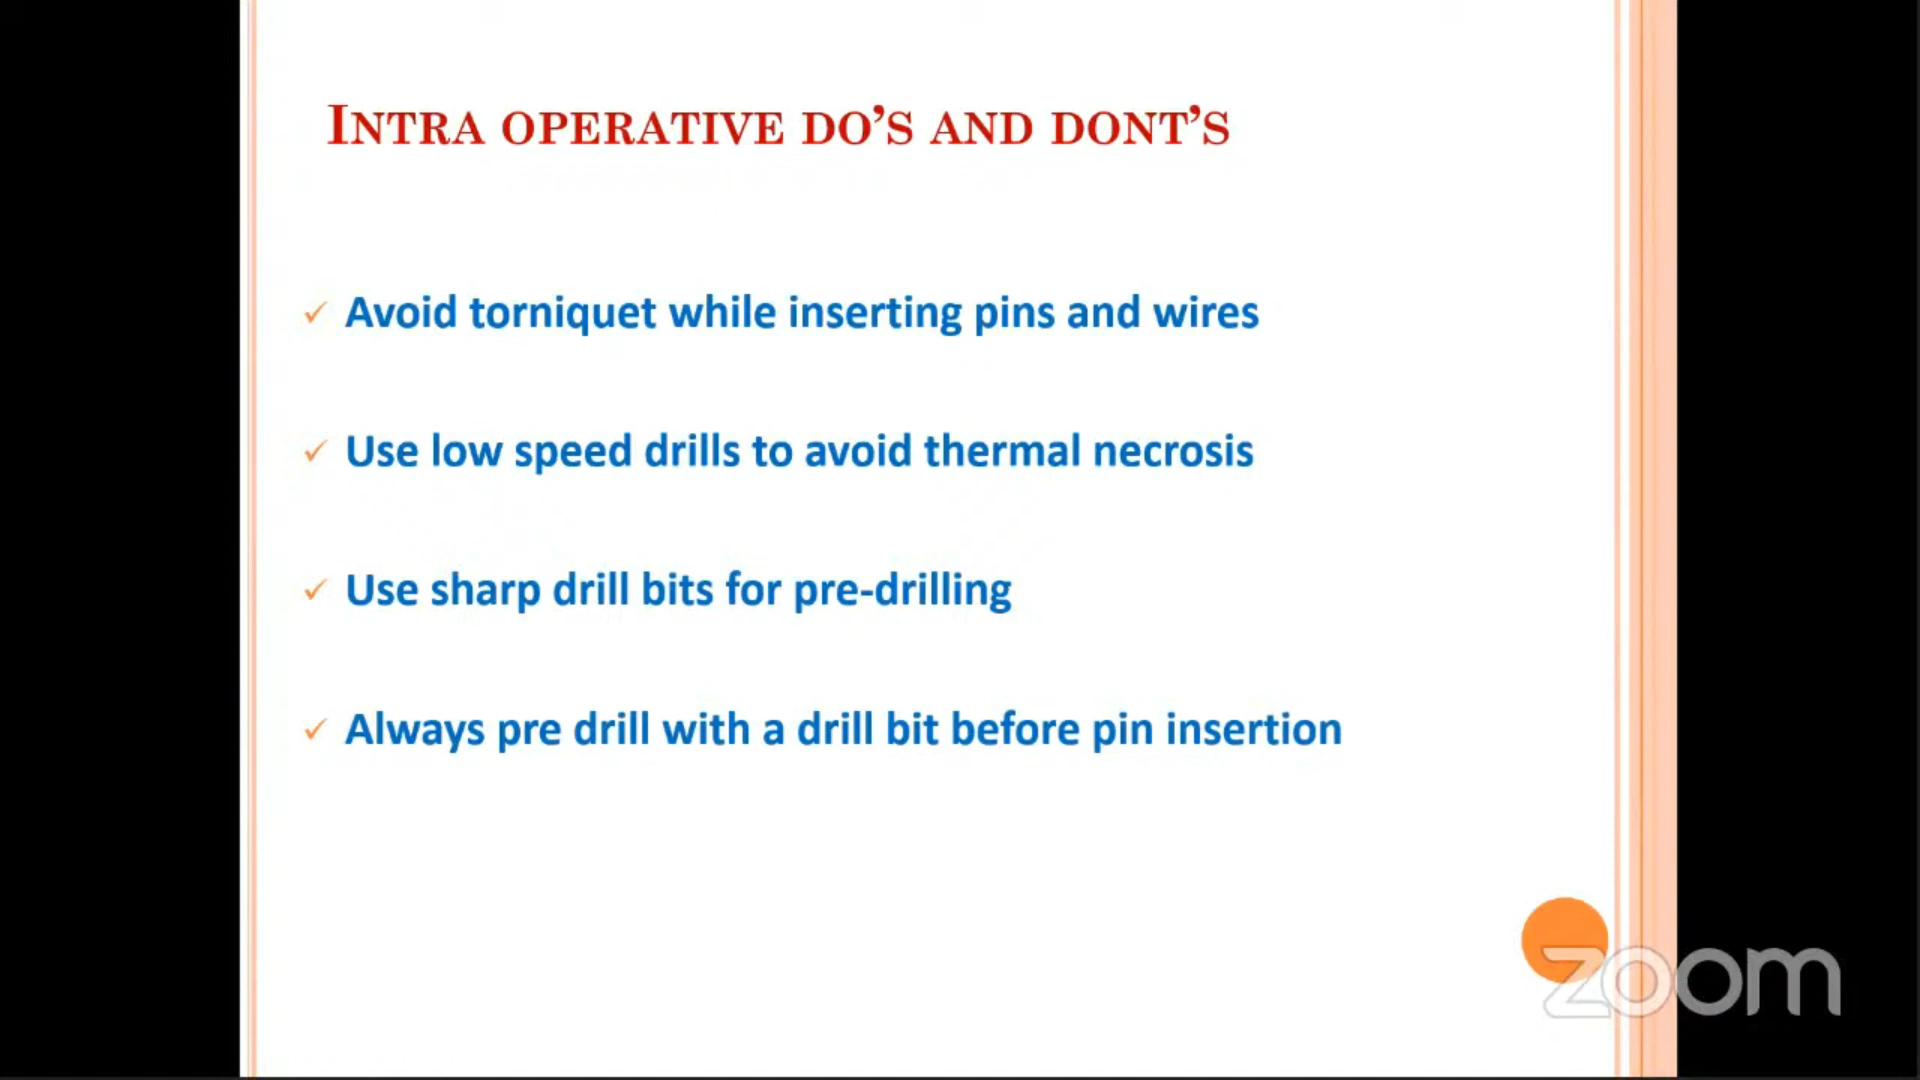 INTRA OPERATIVE DO'S AND DONT'S
Avoid torniquet while inserting pins and wires
Use low speed drills to avoid thermal necrosis
Use sharp drill bits for pre-drilling
Always pre drill with a drill bit before pin insertion
zoom